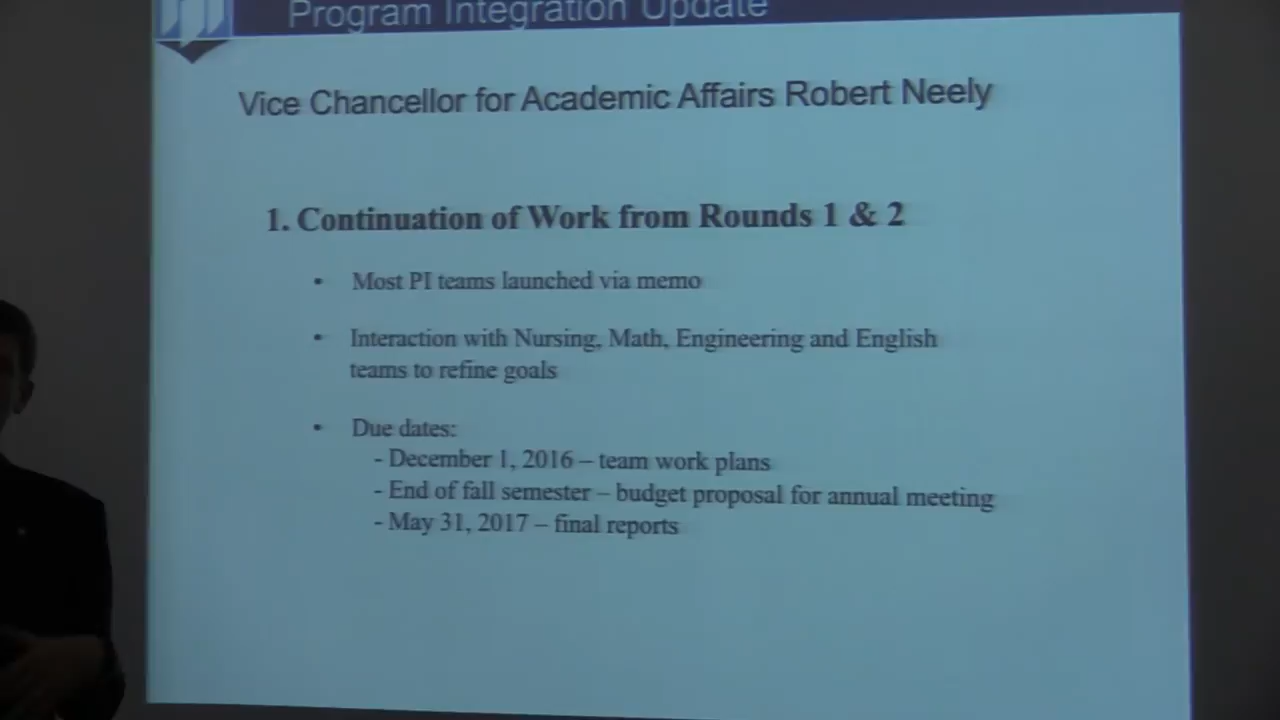 Program Integration Update
Vice Chancellor for Academic Affairs Robert Neely
1. Continuation of Work from Rounds 1 & 2
• Most PI teams launched via memo
• Interaction with Nursing, Math, Engineering and English
teams to refine goals
• Due dates:
- December 1, 2016 – team work plans
- End of fall semester – budget proposal for annual meeting
- May 31, 2017 – final reports